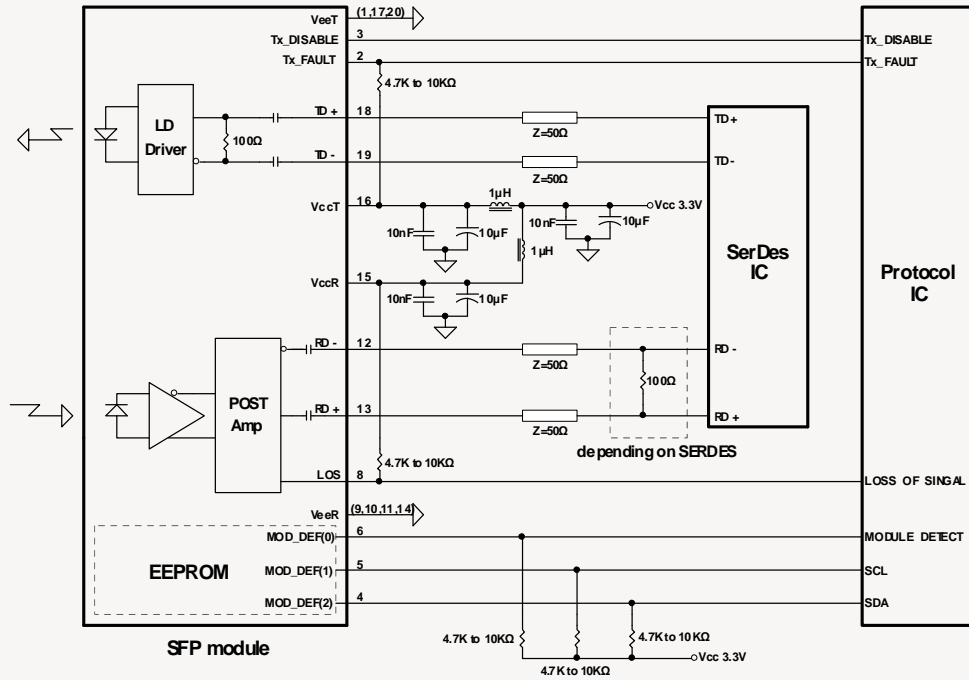 VeeT (1,17,20)
Tx_DISABLE 3 Tx_DISABLE
Tx_FAULT 2 Tx_FAULT
4.7K to 10KΩ
LD Driver
100Ω
TD+ 18 Z=50Ω TD+
TD- 19 Z=50Ω TD-
VccT 16 1μH Vcc 3.3V
10nF 10μF 10nF 10μF
1μH
SerDes IC
Protocol IC
VccR 15
10nF 10μF
RD - 12 Z=50Ω RD -
POST Amp
100Ω
RD + 13 Z=50Ω RD+
depending on SERDES
4.7K to 10KΩ
LOS 8 LOSS OF SINGAL
VeeR (9,10,11,14)
MOD_DEF(0) 6 MODULE DETECT
EEPROM
MOD_DEF(1) 5 SCL
MOD_DEF(2) 4 SDA
4.7K to 10KΩ 4.7K to 10KΩ
SFP module
4.7K to 10KΩ
Vcc 3.3V